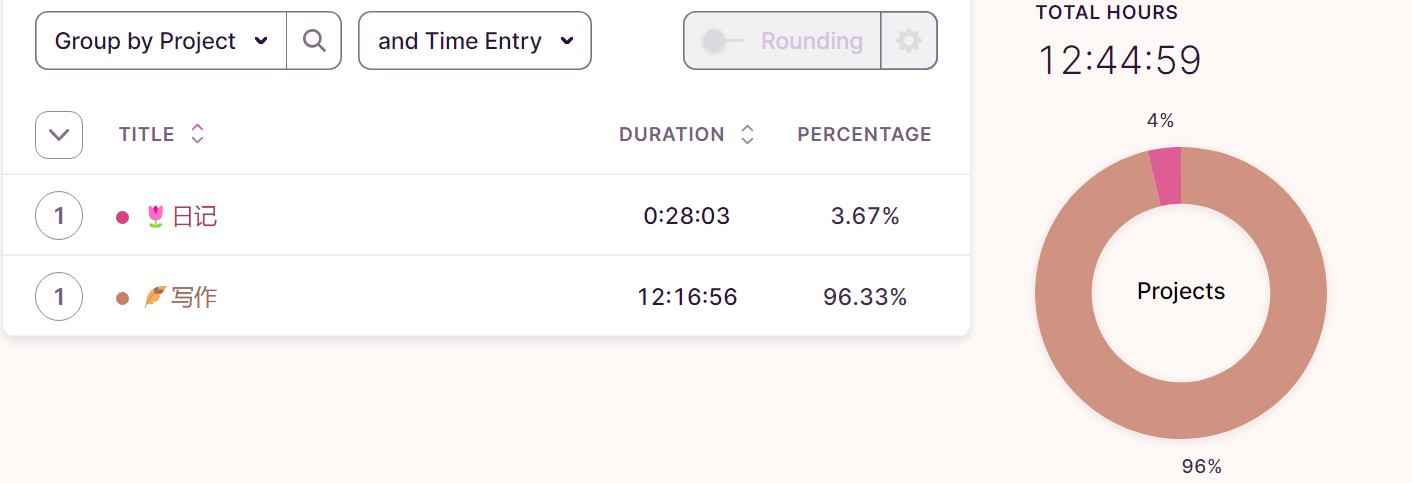 Group by Project
and Time Entry
Rounding
TITLE
DURATION
PERCENTAGE
1
🌷日记
0:28:03
3.67%
1
🍂写作
12:16:56
96.33%
TOTAL HOURS
12:44:59
4%
Projects
96%